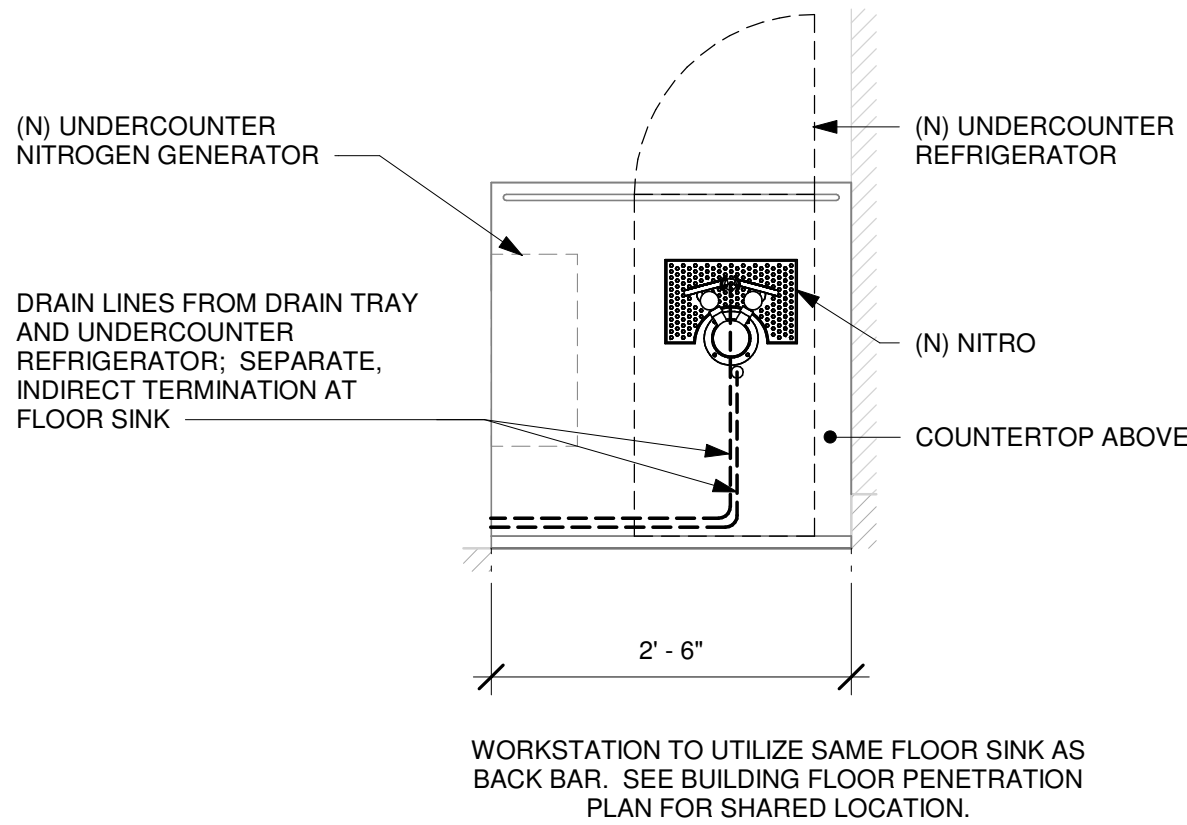 (N) UNDERCOUNTER
NITROGEN GENERATOR
DRAIN LINES FROM DRAIN TRAY
AND UNDERCOUNTER
REFRIGERATOR; SEPARATE,
INDIRECT TERMINATION AT
FLOOR SINK
(N) UNDERCOUNTER
REFRIGERATOR
(N) NITRO
COUNTERTOP ABOVE
2' - 6"
WORKSTATION TO UTILIZE SAME FLOOR SINK AS
BACK BAR. SEE BUILDING FLOOR PENETRATION
PLAN FOR SHARED LOCATION.